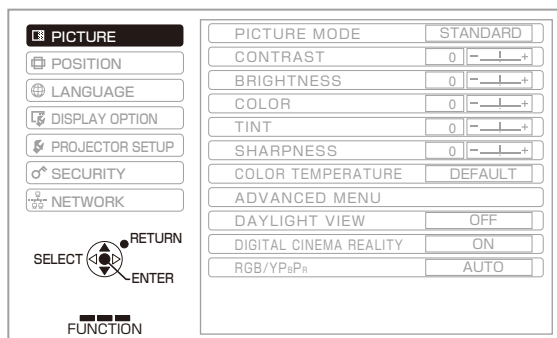 PICTURE
POSITION
LANGUAGE
DISPLAY OPTION
PROJECTOR SETUP
SECURITY
NETWORK
RETURN
SELECT
ENTER
FUNCTION
PICTURE MODE STANDARD
CONTRAST 0 - +
BRIGHTNESS 0 - +
COLOR 0 - +
TINT 0 - +
SHARPNESS 0 - +
COLOR TEMPERATURE DEFAULT
ADVANCED MENU
DAYLIGHT VIEW OFF
DIGITAL CINEMA REALITY ON
RGB/YPBPR AUTO